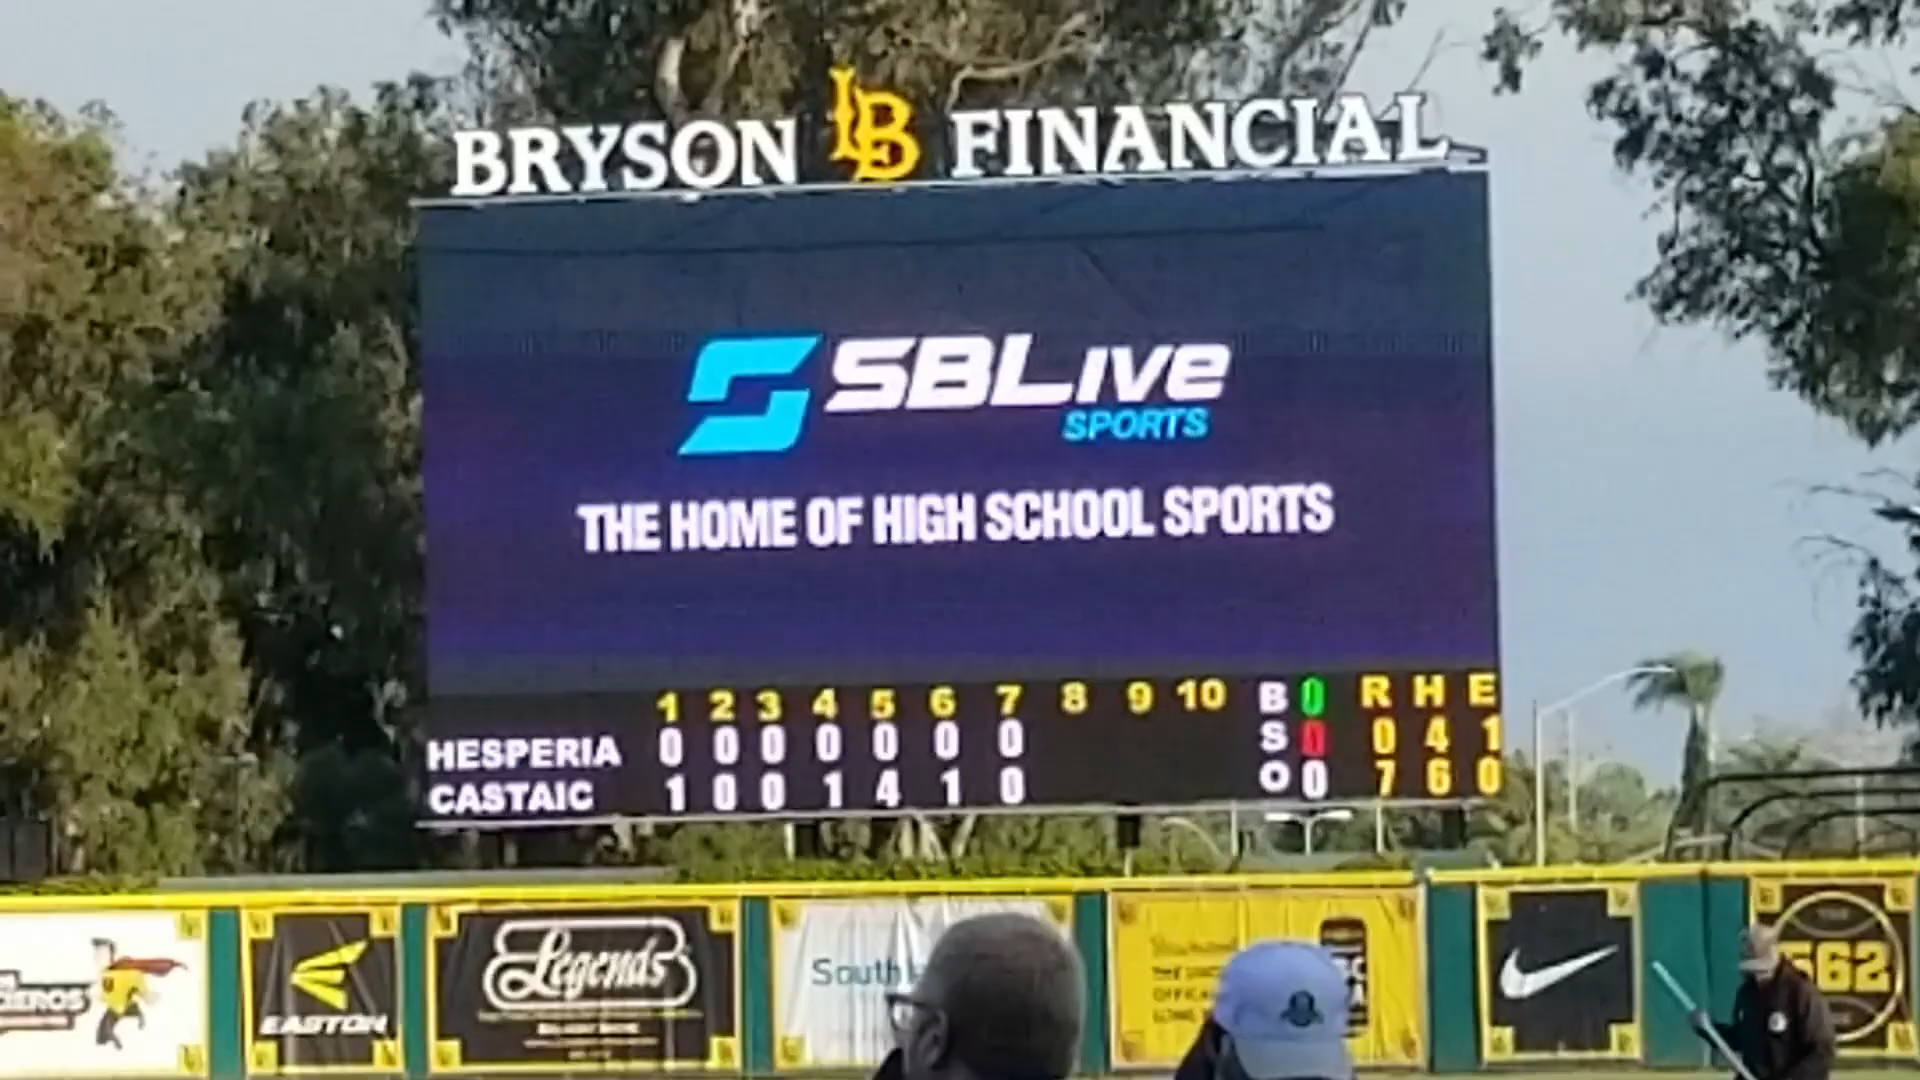 BRYSON LB FINANCIAL
SBLIVE
SPORTS
THE HOME OF HIGH SCHOOL SPORTS
1 2 3 4 5 6 7 8 9 10 B 0 R H E
HESPERIA 0 0 0 0 0 0 0 S 0 0 4 1
CASTAIC 1 0 0 1 4 1 0 O 0 7 6 0
EASTON
Legends
South
THE
562